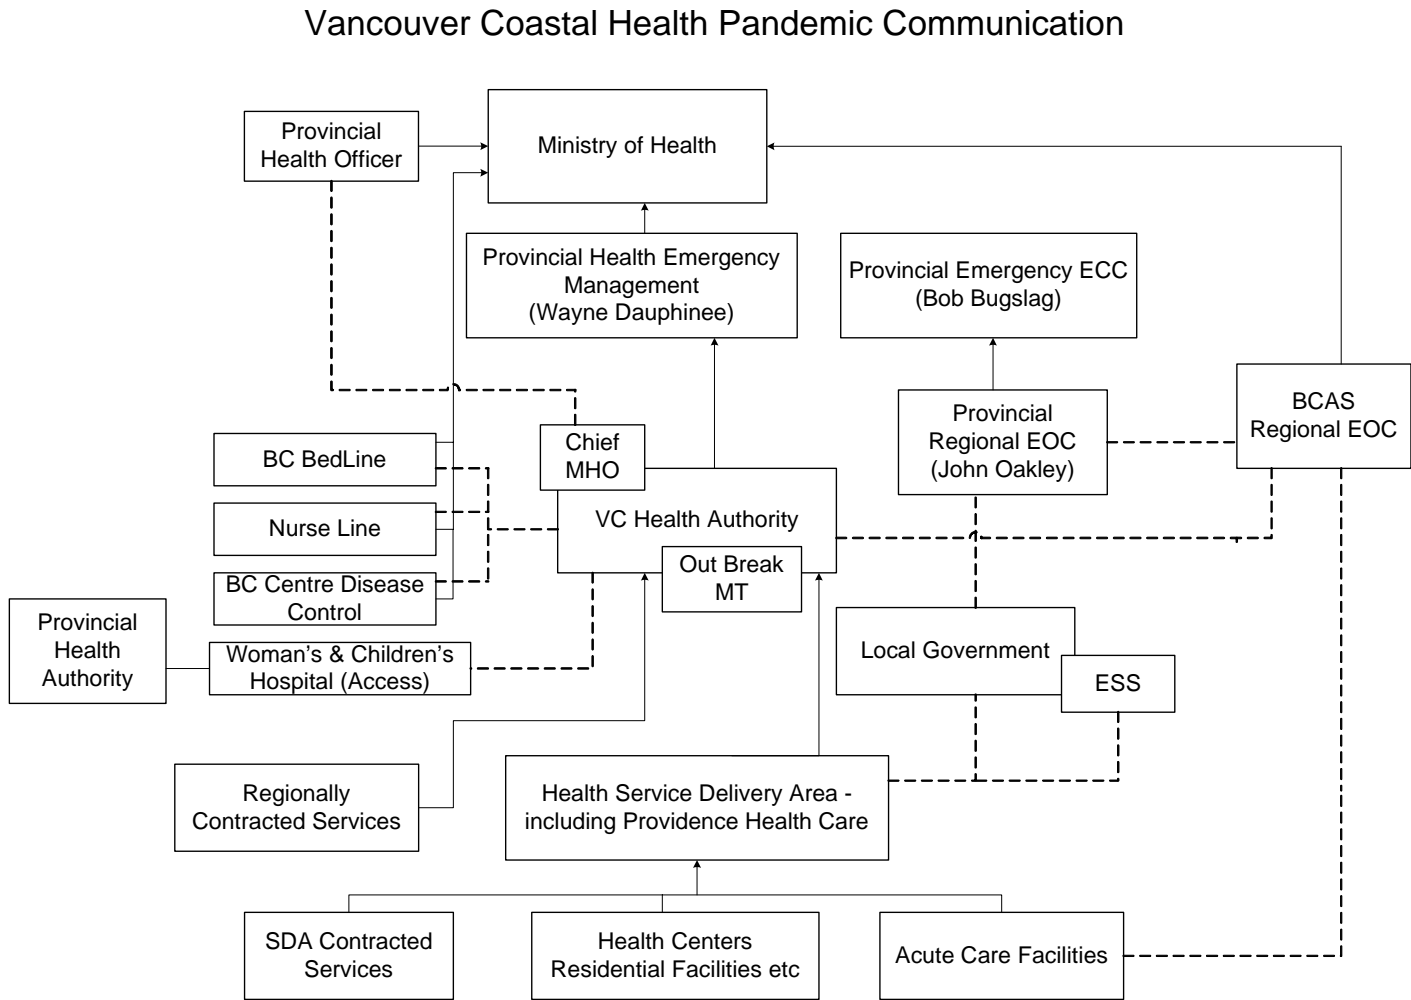 Vancouver Coastal Health Pandemic Communication
Provincial
Health Officer
Ministry of Health
Provincial Health Emergency
Management
(Wayne Dauphinee)
Provincial Emergency ECC
(Bob Bugslag)
Provincial
Regional EOC
(John Oakley)
BCAS
Regional EOC
BC BedLine
Chief
MHO
Nurse Line
VC Health Authority
Out Break
MT
BC Centre Disease
Control
Provincial
Health
Authority
Woman’s & Children’s
Hospital (Access)
Local Government
ESS
Regionally
Contracted Services
Health Service Delivery Area -
including Providence Health Care
SDA Contracted
Services
Health Centers
Residential Facilities etc
Acute Care Facilities